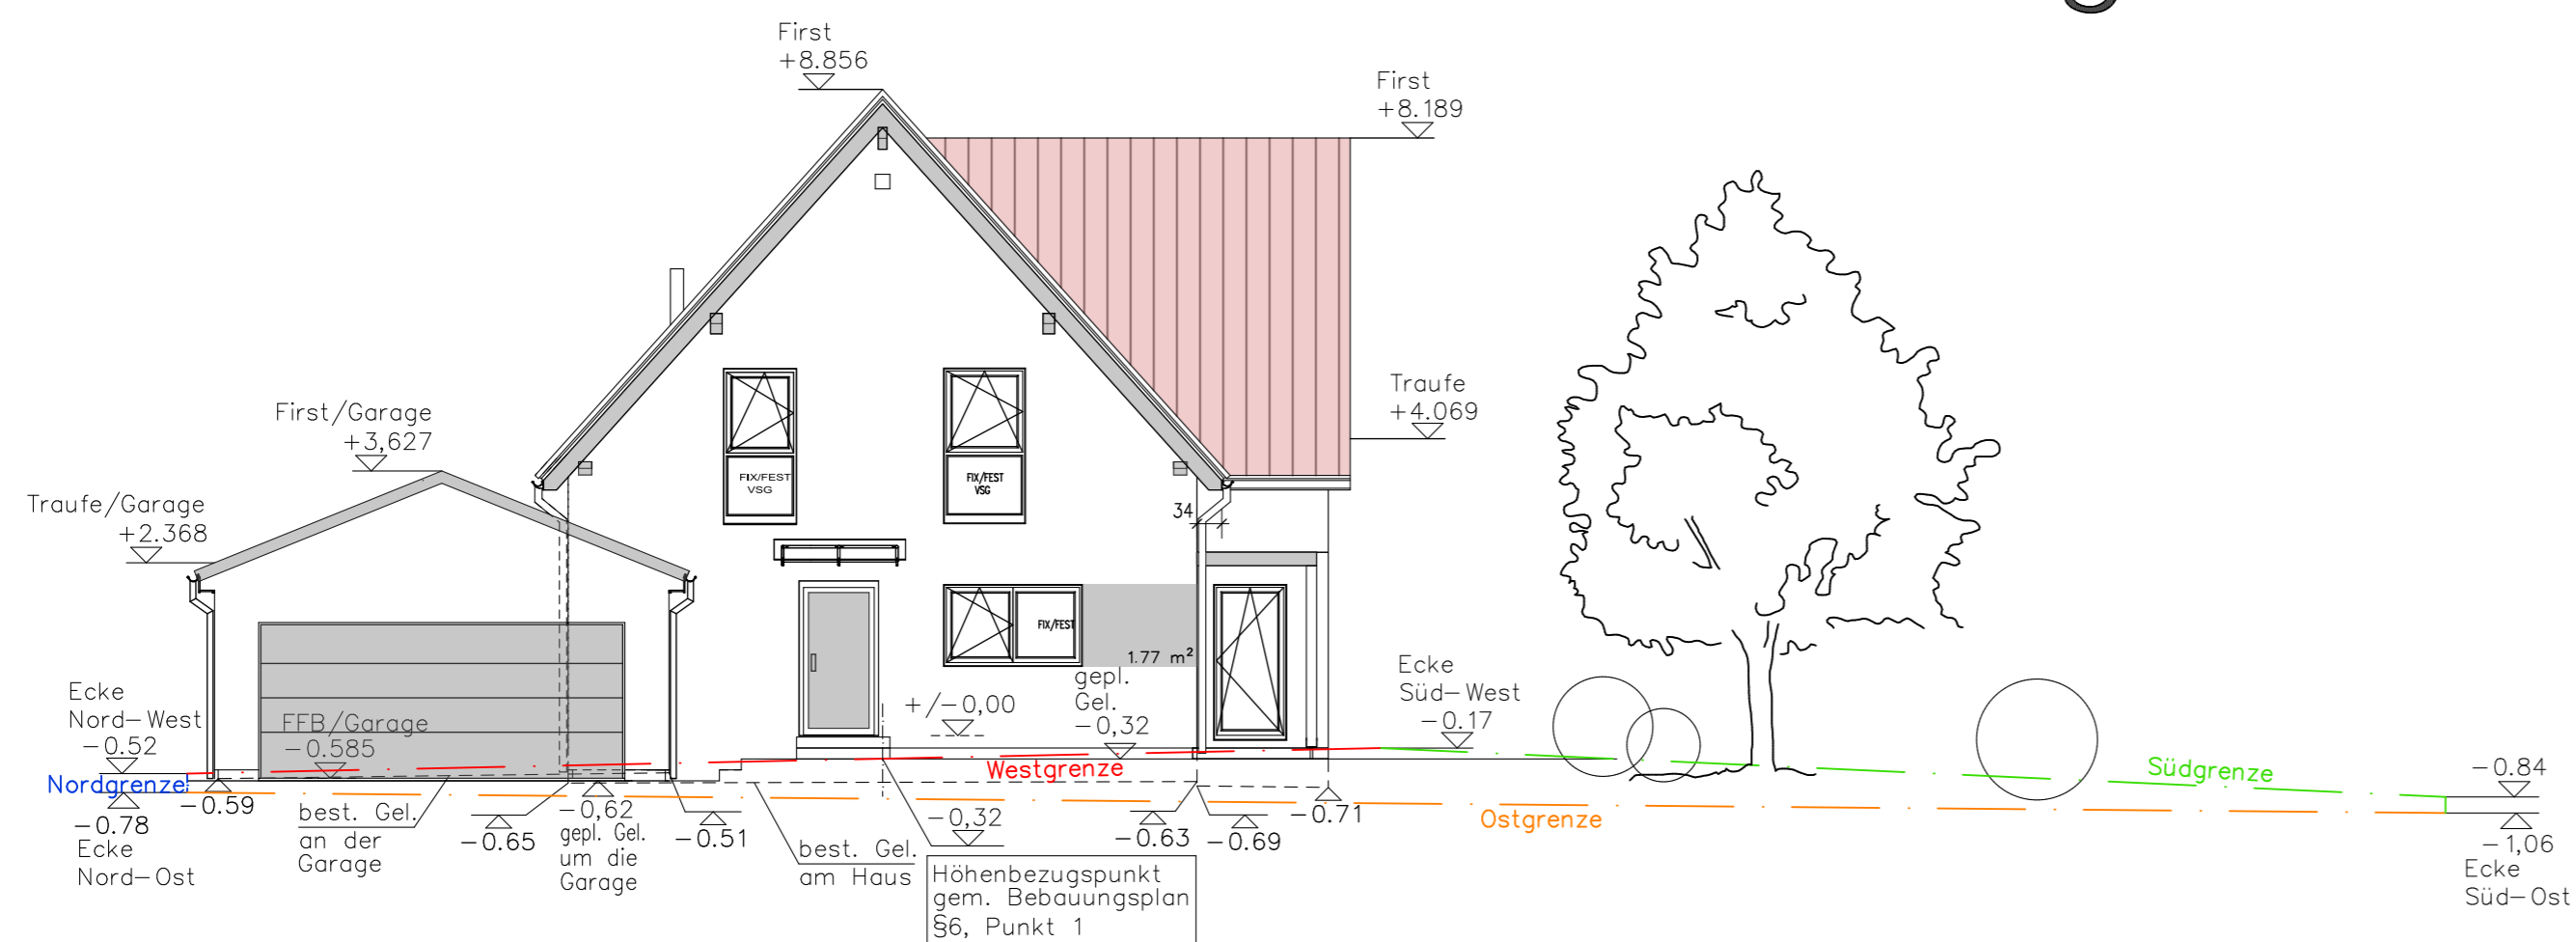 First
+8.856
First
+8.189
Traufe
+4.069
First/Garage
+3,627
Traufe/Garage
+2.368
FIX/FEST
VSG
FIX/FEST
VSG
34
FIX/FEST
1.77 m²
gepl.
Gel.
-0,32
+/-0,00
Ecke
Süd-West
-0.17
Ecke
Nord-West
-0.52
FFB/Garage
-0.585
Nordgrenze
Westgrenze
Südgrenze
Ostgrenze
-0.84
-1,06
Ecke
Süd-Ost
-0.78
Ecke
Nord-Ost
-0.59
best. Gel.
an der
Garage
-0.65
-0,62
gepl. Gel.
um die
Garage
-0.51
best. Gel.
am Haus
-0,32
-0.63
-0.69
-0.71
Höhenbezugspunkt
gem. Bebauungsplan
§6, Punkt 1